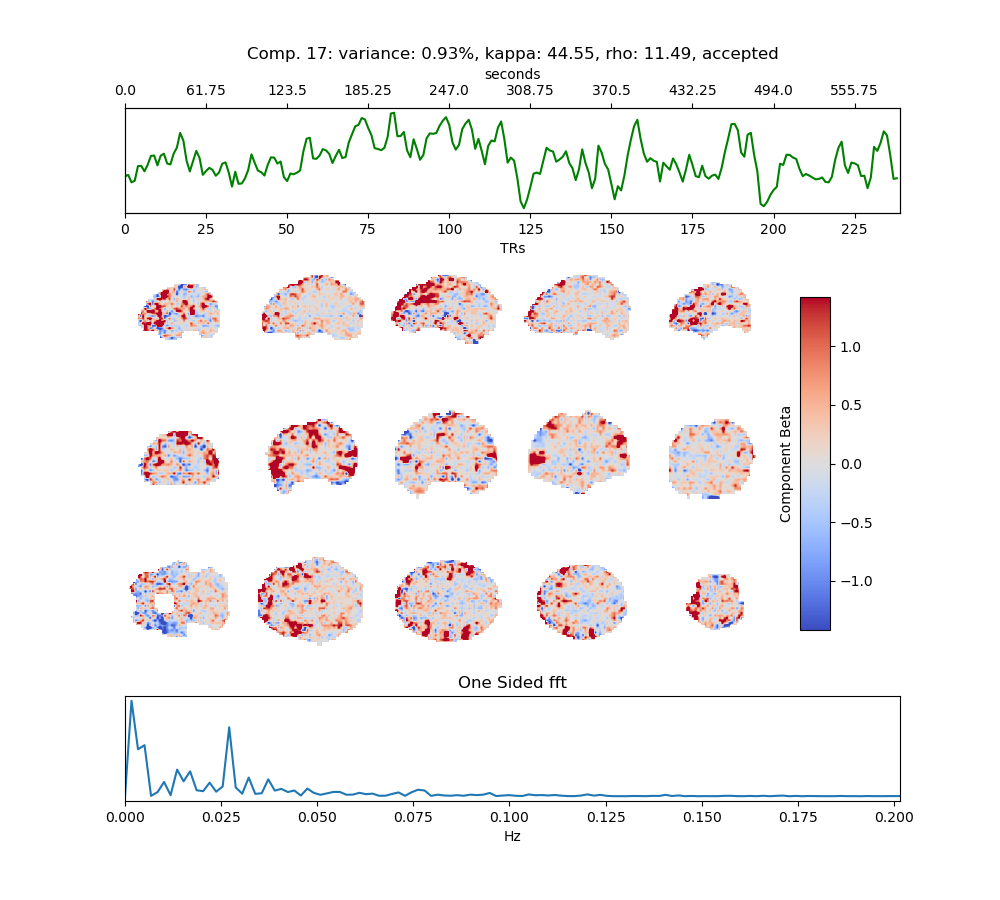 Comp. 17: variance: 0.93%, kappa: 44.55, rho: 11.49, accepted
seconds
0.0 61.75 123.5 185.25 247.0 308.75 370.5 432.25 494.0 555.75
0 25 50 75 100 125 150 175 200 225
TRs
1.0
0.5
0.0
−0.5
−1.0
Component Beta
One Sided fft
0.000 0.025 0.050 0.075 0.100 0.125 0.150 0.175 0.200
Hz